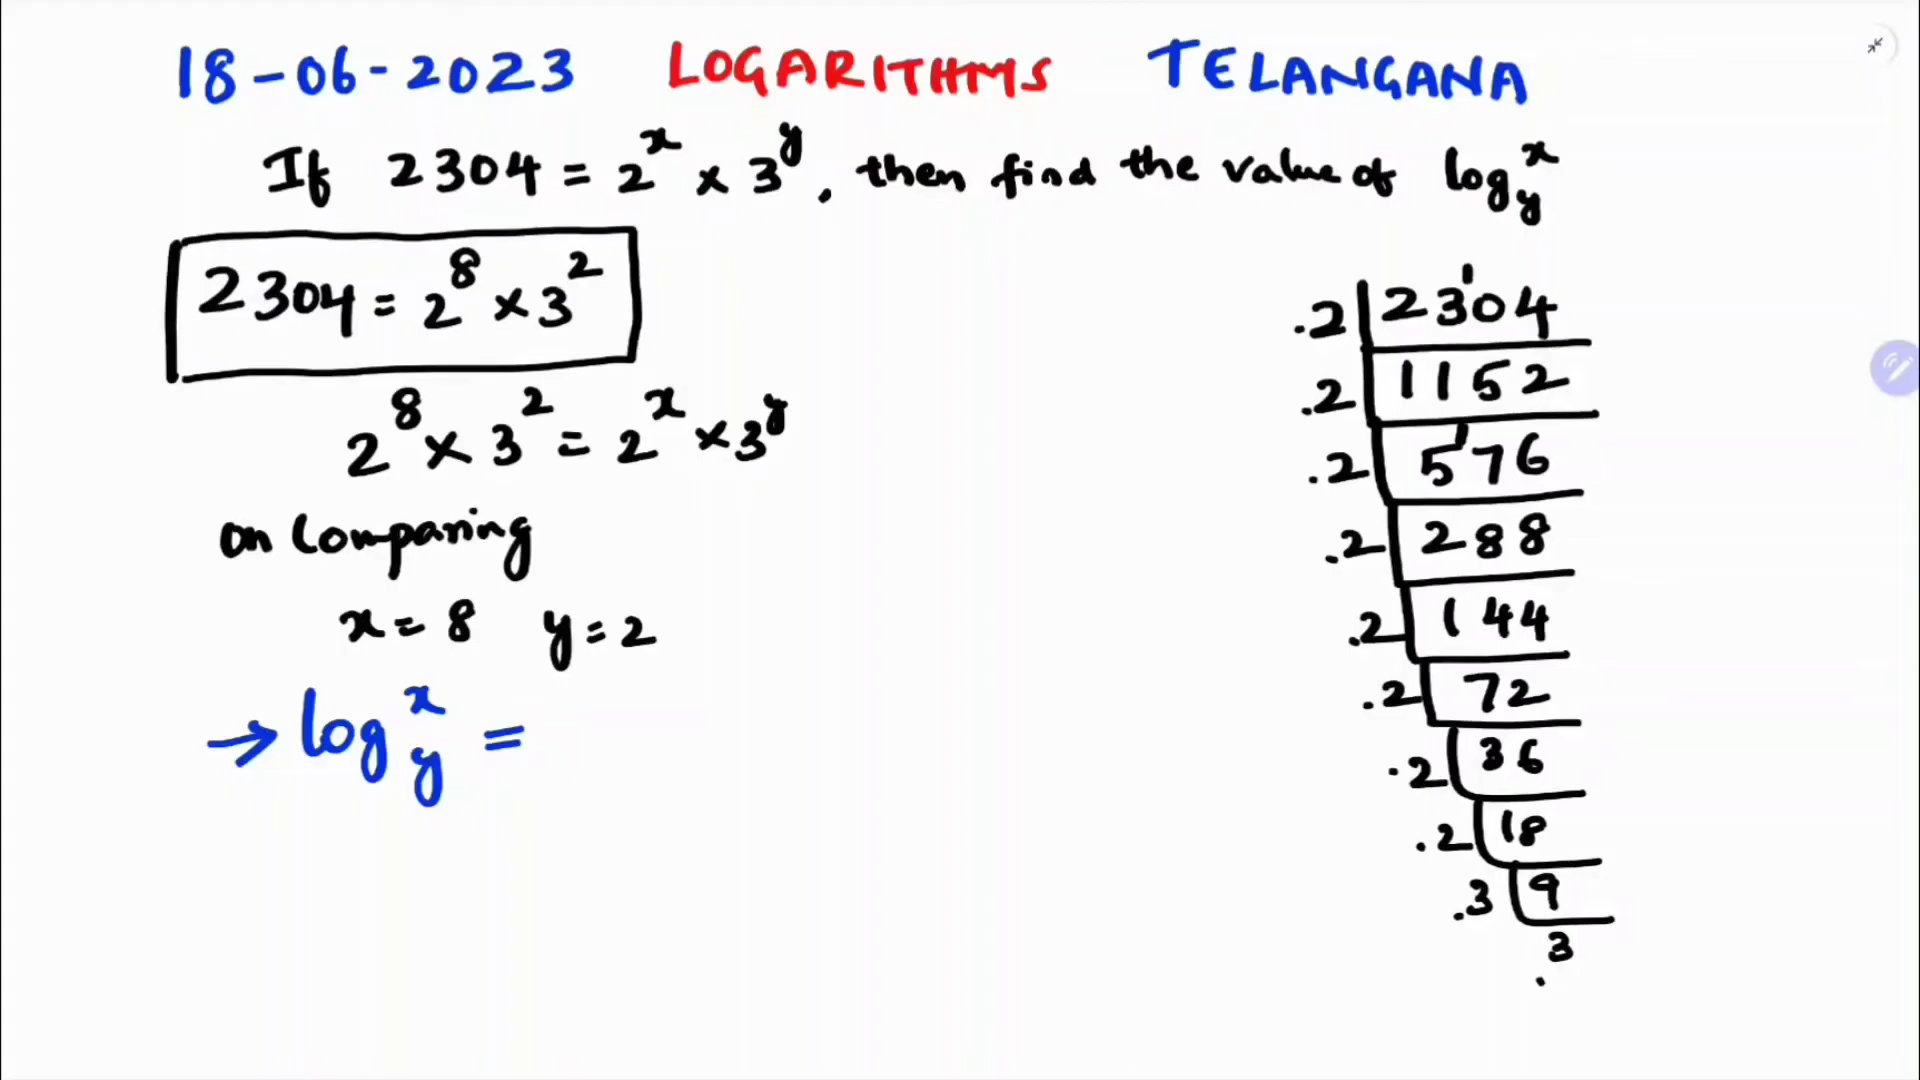 18-06-2023 LOGARITHMS TELANGANA
If 2304 = 2^x × 3^y, then find the value of log_y^x
2304 = 2^8 × 3^2
2^8 × 3^2 = 2^x × 3^y
on Comparing
x = 8 y = 2
→ log_y^x =
.2 2304
.2 1152
.2 576
.2 288
.2 144
.2 72
.2 36
.2 18
.3 9
.3